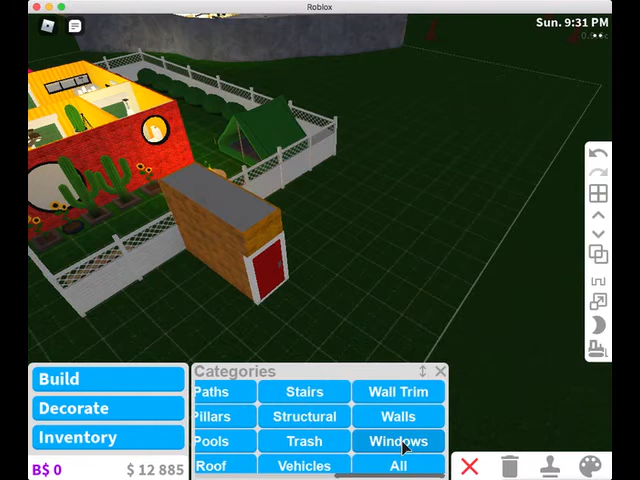 Roblox
Sun. 9:31 PM
Build
Decorate
Inventory
B$ 0
$ 12 885
Categories
Paths
Stairs
Wall Trim
Pillars
Structural
Walls
Pools
Trash
Windows
Roof
Vehicles
All